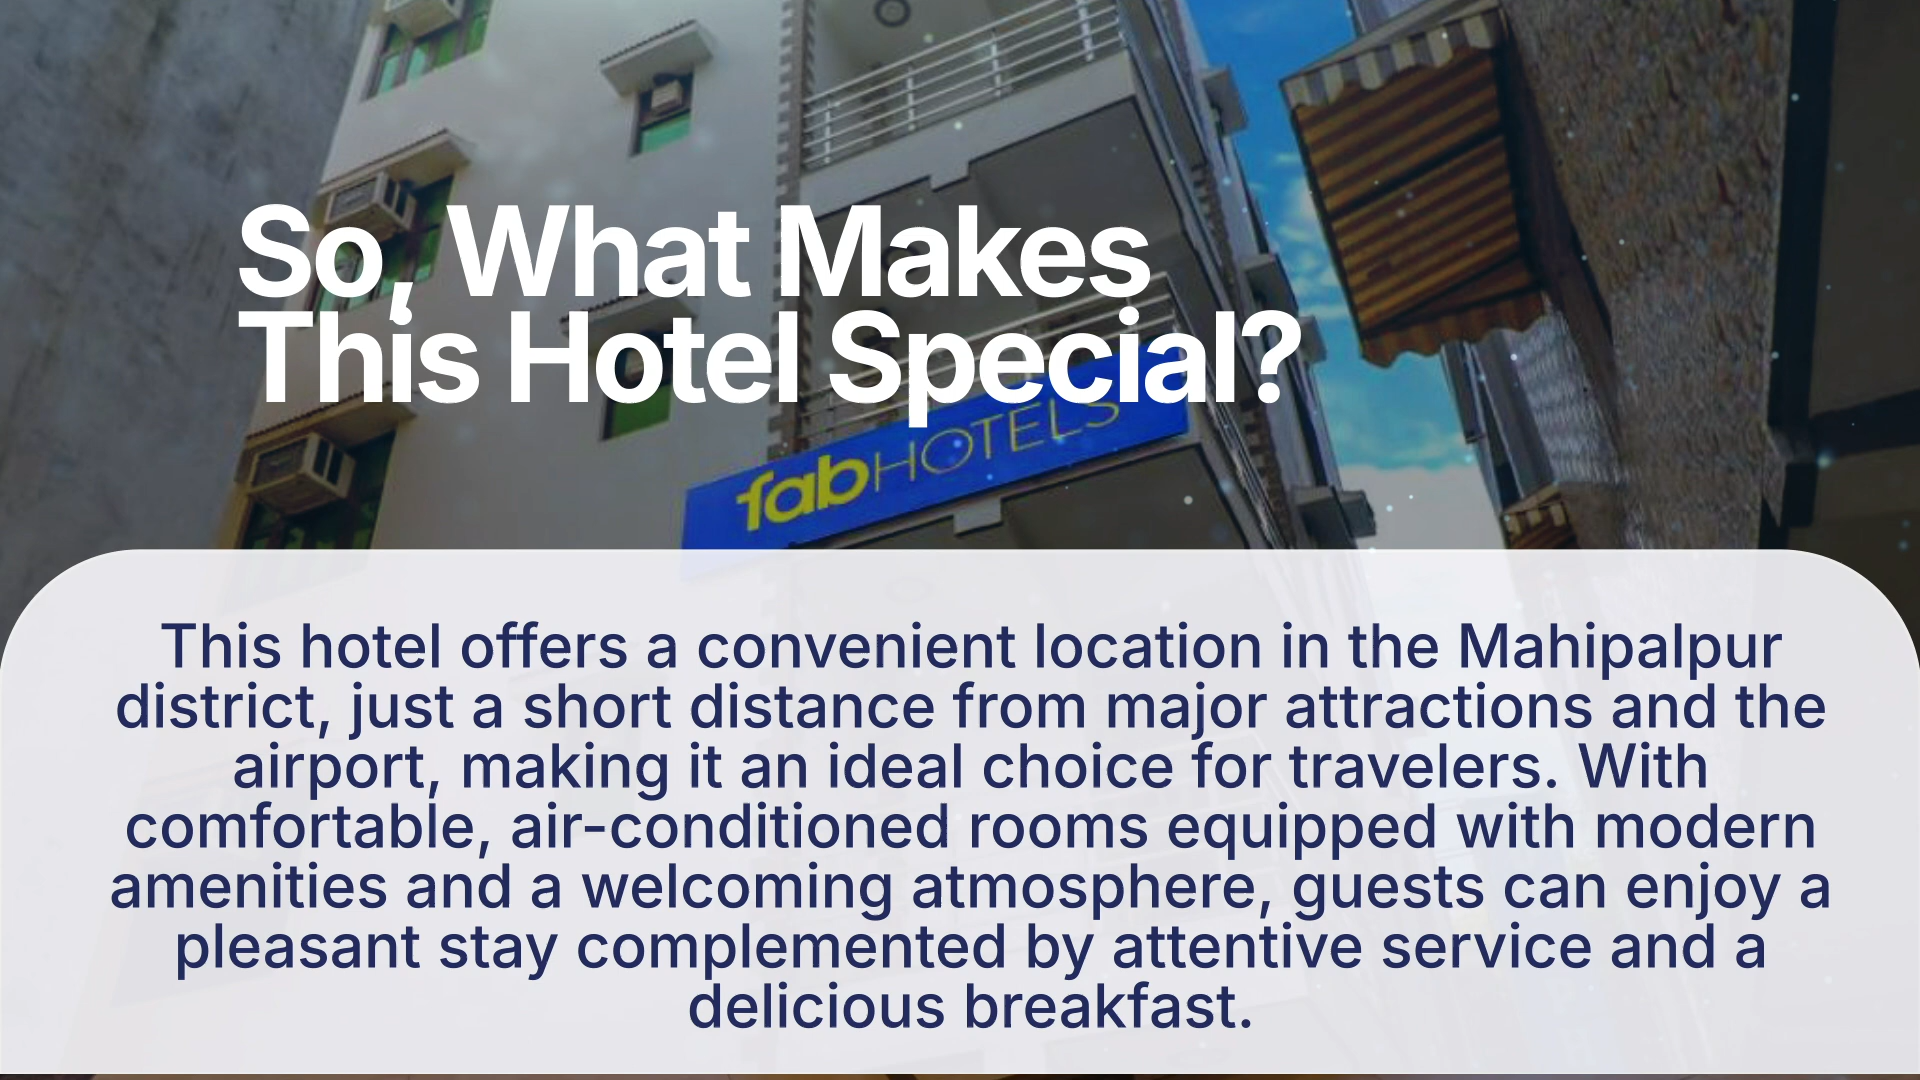 So, What Makes
This Hotel Special?
fabHOTELS
This hotel offers a convenient location in the Mahipalpur
district, just a short distance from major attractions and the
airport, making it an ideal choice for travelers. With
comfortable, air-conditioned rooms equipped with modern
amenities and a welcoming atmosphere, guests can enjoy a
pleasant stay complemented by attentive service and a
delicious breakfast.